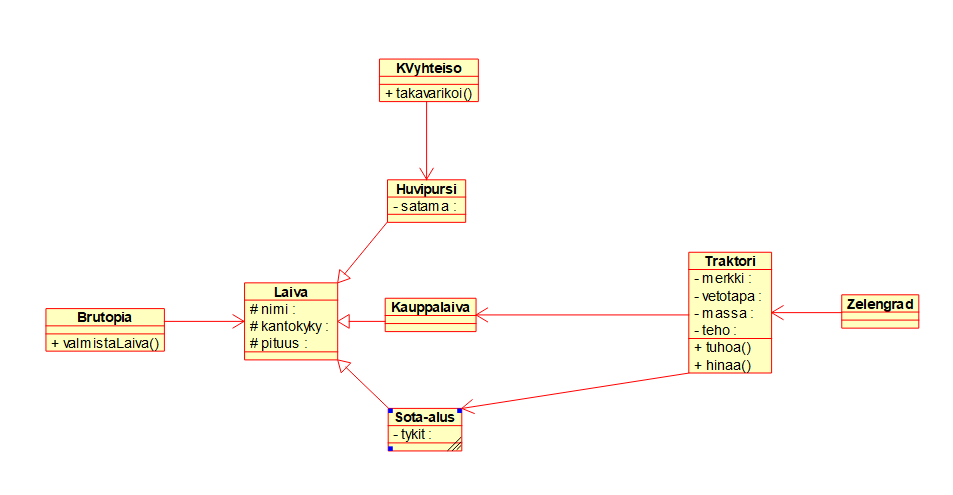 KVyhteiso
+ takavarikoi()
Huvipursi
- satama :
Laiva
# nimi :
# kantokyky :
# pituus :
Brutopia
+ valmistaLaiva()
Kauppalaiva
Traktori
- merkki :
- vetotapa :
- massa :
- teho :
+ tuhoa()
+ hinaa()
Zelengrad
Sota-alus
- tykit :